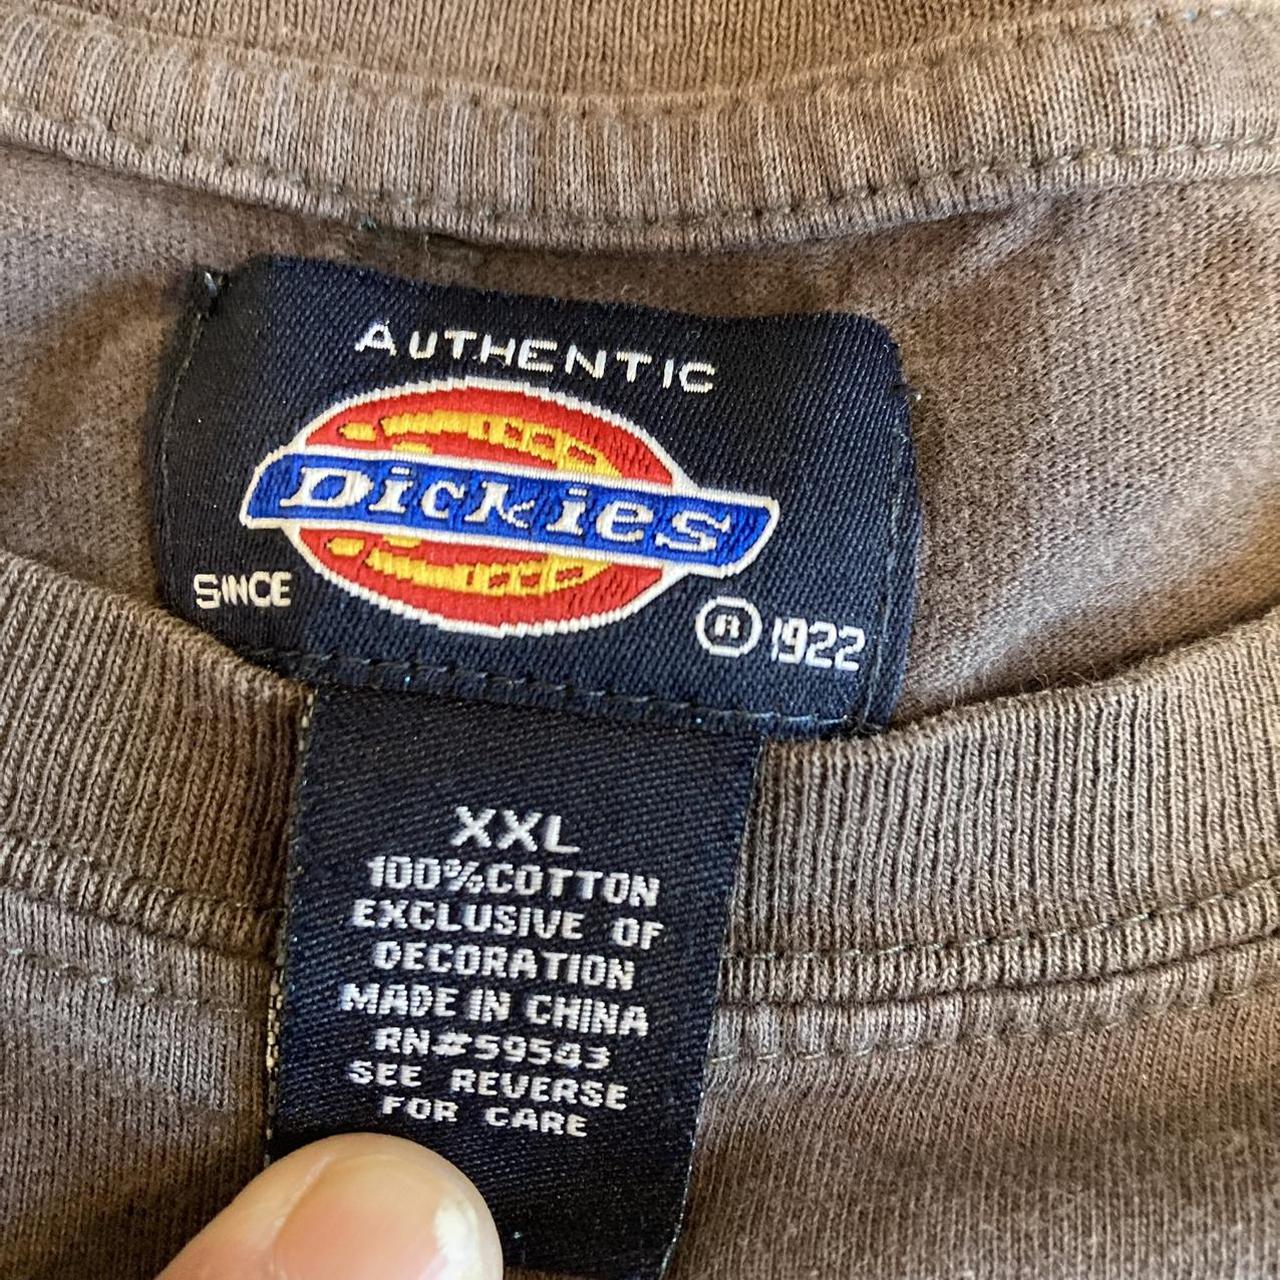 AUTHENTIC
Dickies
SINCE ® 1922
XXL
100%COTTON
EXCLUSIVE OF
DECORATION
MADE IN CHINA
RN#59543
SEE REVERSE
FOR CARE